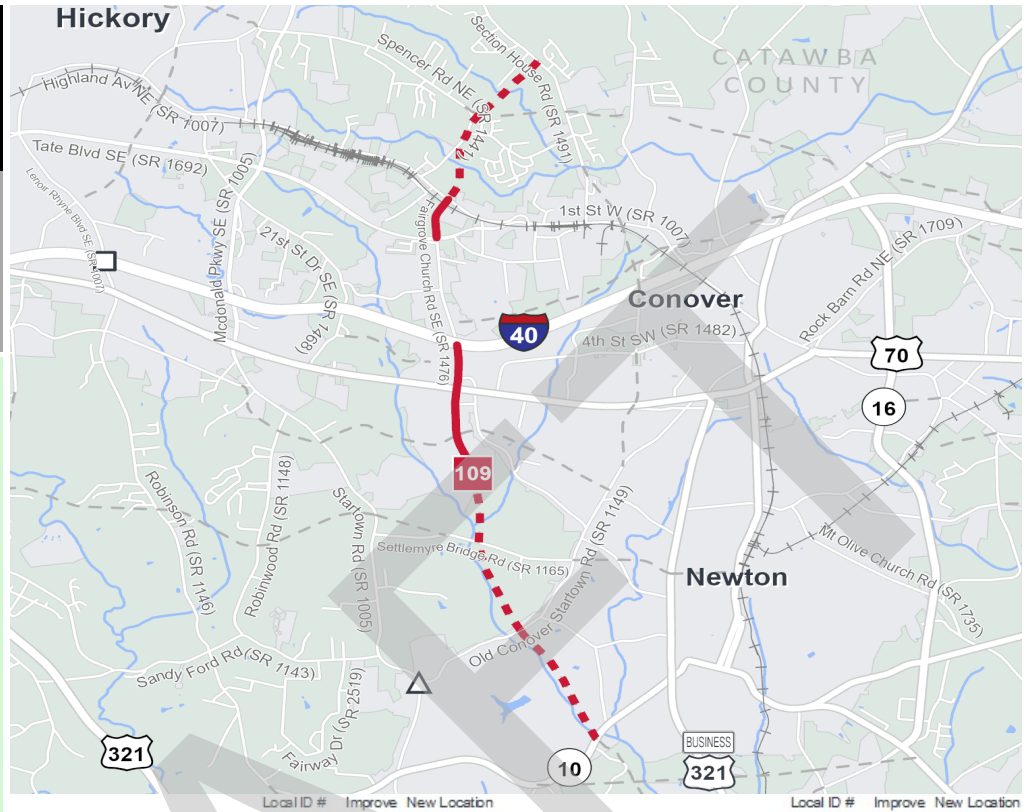 Hickory
Section House Rd (SR 1491)
Spencer Rd NE (SR 1441)
CATAWBA
COUNTY
Highland Av NE (SR 1007)
Tate Blvd SE (SR 1692)
Lenoir Rhyne Blvd SE (SR 1007)
Mcdonald Pkwy SE (SR 1005)
21st St Dr SE (SR 1468)
Fairgrove Church Rd SE (SR 1476)
1st St W (SR 1007)
Rock Barn Rd NE (SR 1709)
Conover
40
4th St SW (SR 1482)
70
16
109
Robinson Rd (SR 1146)
Robinwood Rd (SR 1148)
Startown Rd (SR 1005)
Settlemyre Bridge Rd (SR 1165)
Old Conover Startown Rd (SR 1149)
Mt Olive Church Rd (SR 1735)
Newton
Sandy Ford Rd (SR 1143)
Fairway Dr (SR 2519)
321
10
BUSINESS
321
Local ID # Improve New Location Local ID # Improve New Location